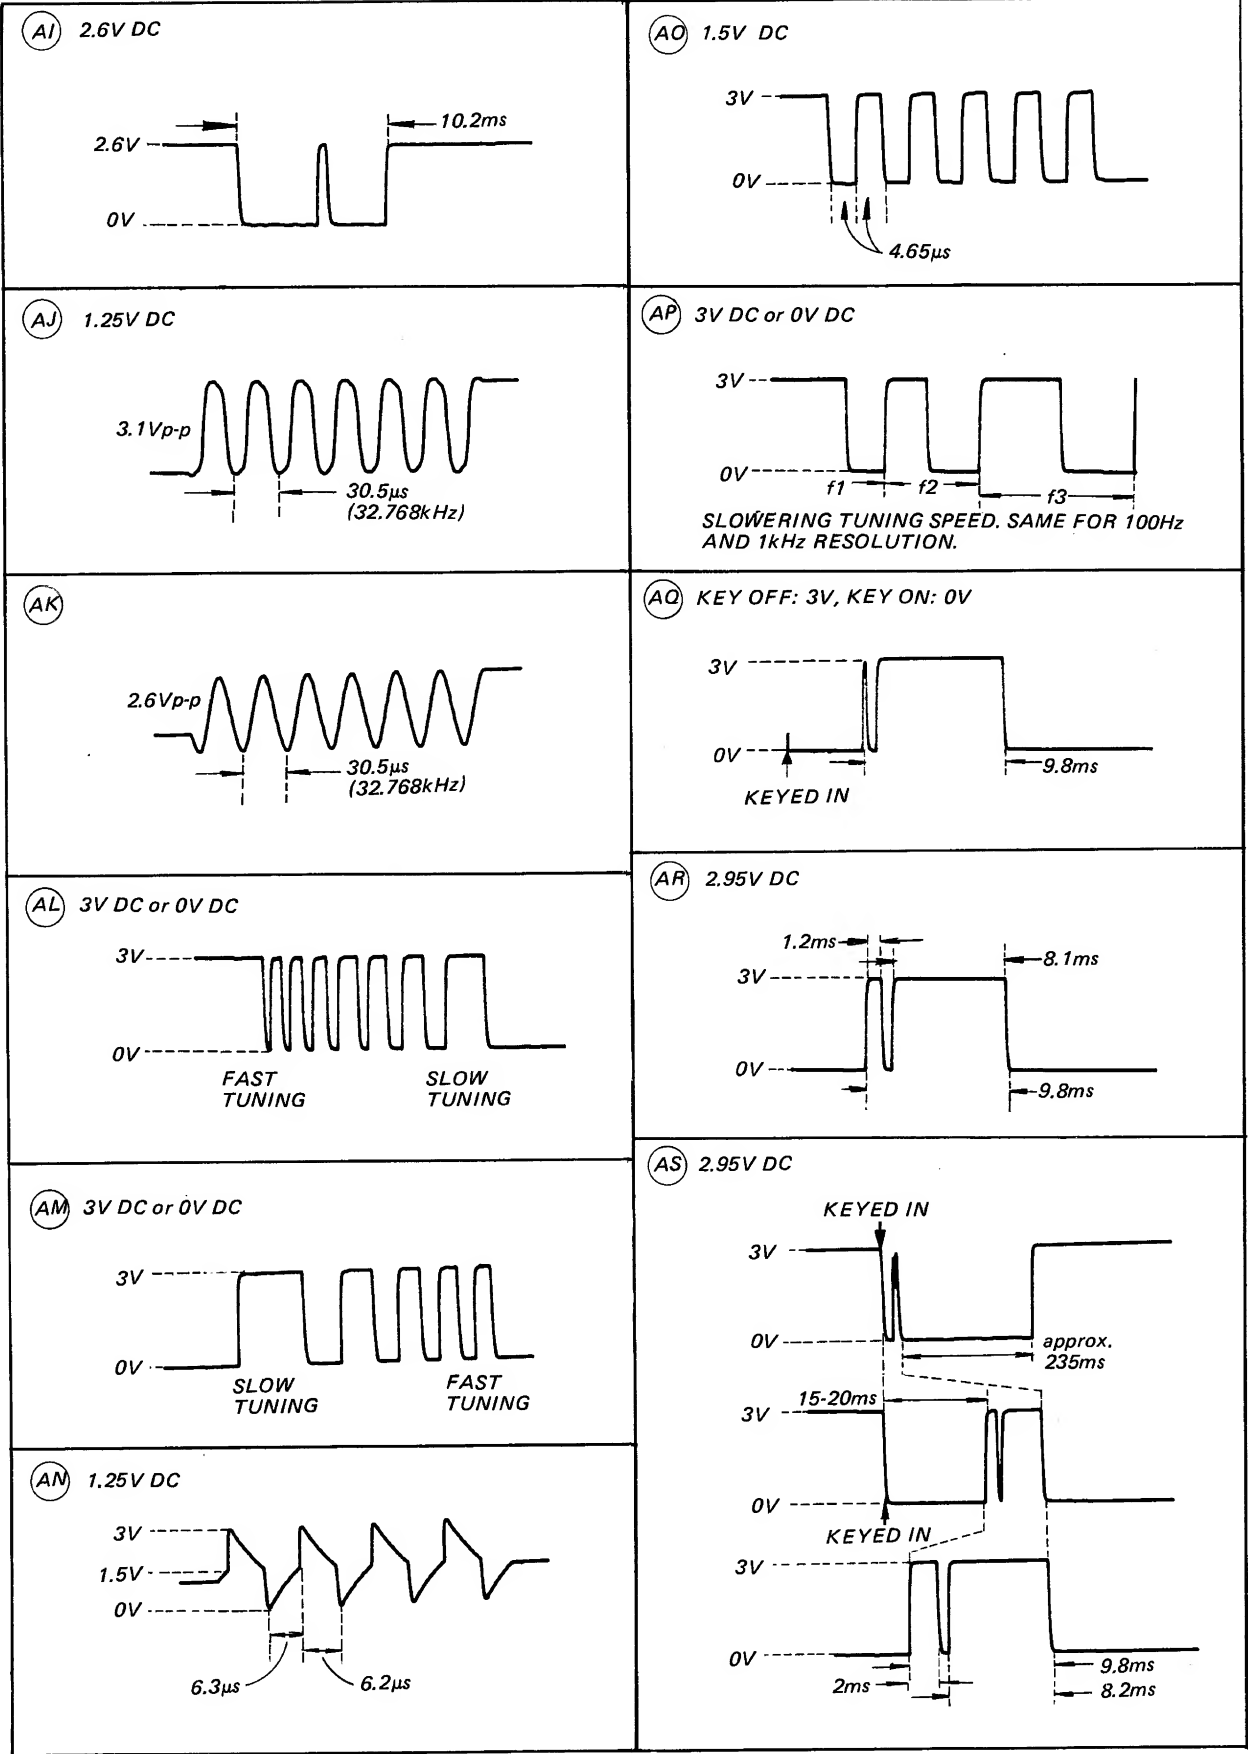 AI 2.6V DC
10.2ms
2.6V
0V
AJ 1.25V DC
3.1Vp-p
30.5μs
(32.768kHz)
AK
2.6Vp-p
30.5μs
(32.768kHz)
AL 3V DC or 0V DC
3V
0V
FAST TUNING
SLOW TUNING
AM 3V DC or 0V DC
3V
0V
SLOW TUNING
FAST TUNING
AN 1.25V DC
3V
1.5V
0V
6.3μs
6.2μs
AO 1.5V DC
3V
0V
4.65μs
AP 3V DC or 0V DC
3V
0V
f1 f2 f3
SLOWERING TUNING SPEED. SAME FOR 100Hz
AND 1kHz RESOLUTION.
AQ KEY OFF: 3V, KEY ON: 0V
3V
0V
9.8ms
KEYED IN
AR 2.95V DC
1.2ms
8.1ms
3V
0V
9.8ms
AS 2.95V DC
KEYED IN
3V
0V
approx.
235ms
15-20ms
3V
0V
KEYED IN
3V
0V
9.8ms
2ms
8.2ms